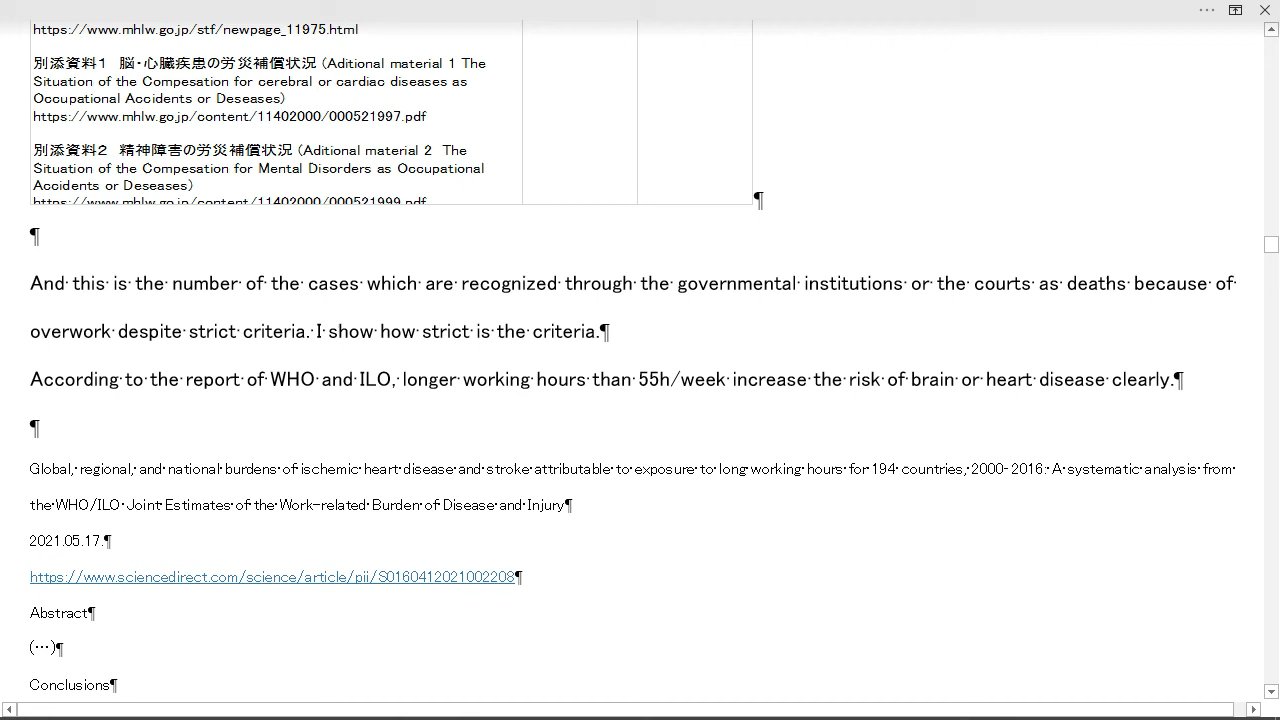 https://www.mhlw.go.jp/stf/newpage_11975.html
別添資料１　脳・心臓疾患の労災補償状況 (Aditional material 1 The
Situation of the Compesation for cerebral or cardiac diseases as
Occupational Accidents or Deseases)
https://www.mhlw.go.jp/content/11402000/000521997.pdf
別添資料２　精神障害の労災補償状況 (Aditional material 2　The
Situation of the Compesation for Mental Disorders as Occupational
Accidents or Deseases)
https://www.mhlw.go.jp/content/11402000/000521999.pdf
And this is the number of the cases which are recognized through the governmental institutions or the courts as deaths because of
overwork despite strict criteria. I show how strict is the criteria.
According to the report of WHO and ILO, longer working hours than 55h/week increase the risk of brain or heart disease clearly.
Global, regional, and national burdens of ischemic heart disease and stroke attributable to exposure to long working hours for 194 countries, 2000-2016: A systematic analysis from
the WHO/ILO Joint Estimates of the Work-related Burden of Disease and Injury
2021.05.17.
https://www.sciencedirect.com/science/article/pii/S0160412021002208
Abstract
(…)
Conclusions